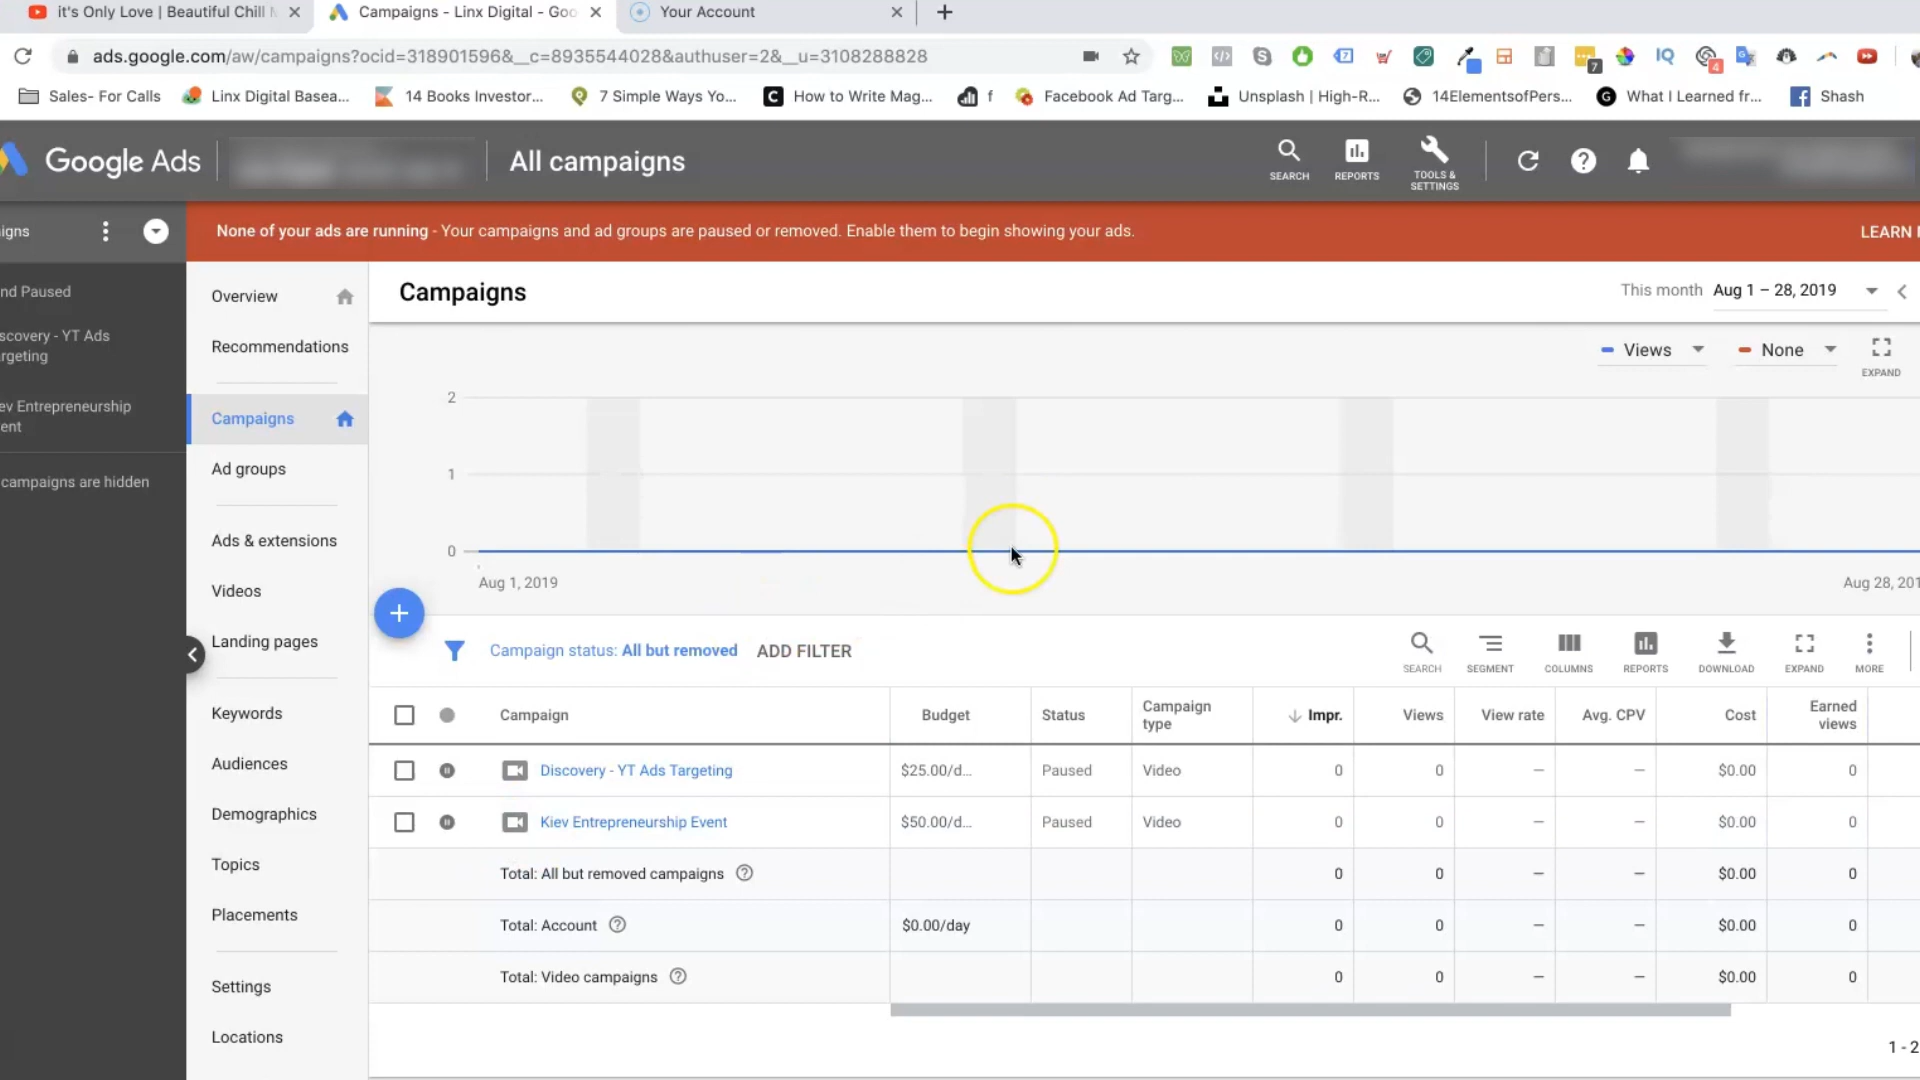 it's Only Love | Beautiful Chill
Campaigns - Linx Digital - Goo
Your Account
ads.google.com/aw/campaigns?ocid=318901596&__c=8935544028&authuser=2&__u=3108288828
7
IQ
4
Sales- For Calls
Linx Digital Basea...
14 Books Investor...
7 Simple Ways Yo...
How to Write Mag...
f
Facebook Ad Targ...
Unsplash | High-R...
14ElementsofPers...
What I Learned fr...
Shash
Google Ads
All campaigns
SEARCH
REPORTS
TOOLS &
SETTINGS
igns
None of your ads are running - Your campaigns and ad groups are paused or removed. Enable them to begin showing your ads.
LEARN
nd Paused
scovery - YT Ads
rgeting
ev Entrepreneurship
ent
campaigns are hidden
Overview
Recommendations
Campaigns
Ad groups
Ads & extensions
Videos
Landing pages
Keywords
Audiences
Demographics
Topics
Placements
Settings
Locations
Campaigns
This month Aug 1 – 28, 2019
Views
None
EXPAND
2
1
0
Aug 1, 2019
Aug 28, 201
Campaign status: All but removed ADD FILTER
SEARCH
SEGMENT
COLUMNS
REPORTS
DOWNLOAD
EXPAND
MORE
Campaign Budget Status Campaign type Impr. Views View rate Avg. CPV Cost Earned views
Discovery - YT Ads Targeting $25.00/d... Paused Video 0 0 — — $0.00 0
Kiev Entrepreneurship Event $50.00/d... Paused Video 0 0 — — $0.00 0
Total: All but removed campaigns 0 0 — — $0.00 0
Total: Account $0.00/day 0 0 — — $0.00 0
Total: Video campaigns 0 0 — — $0.00 0
1 - 2